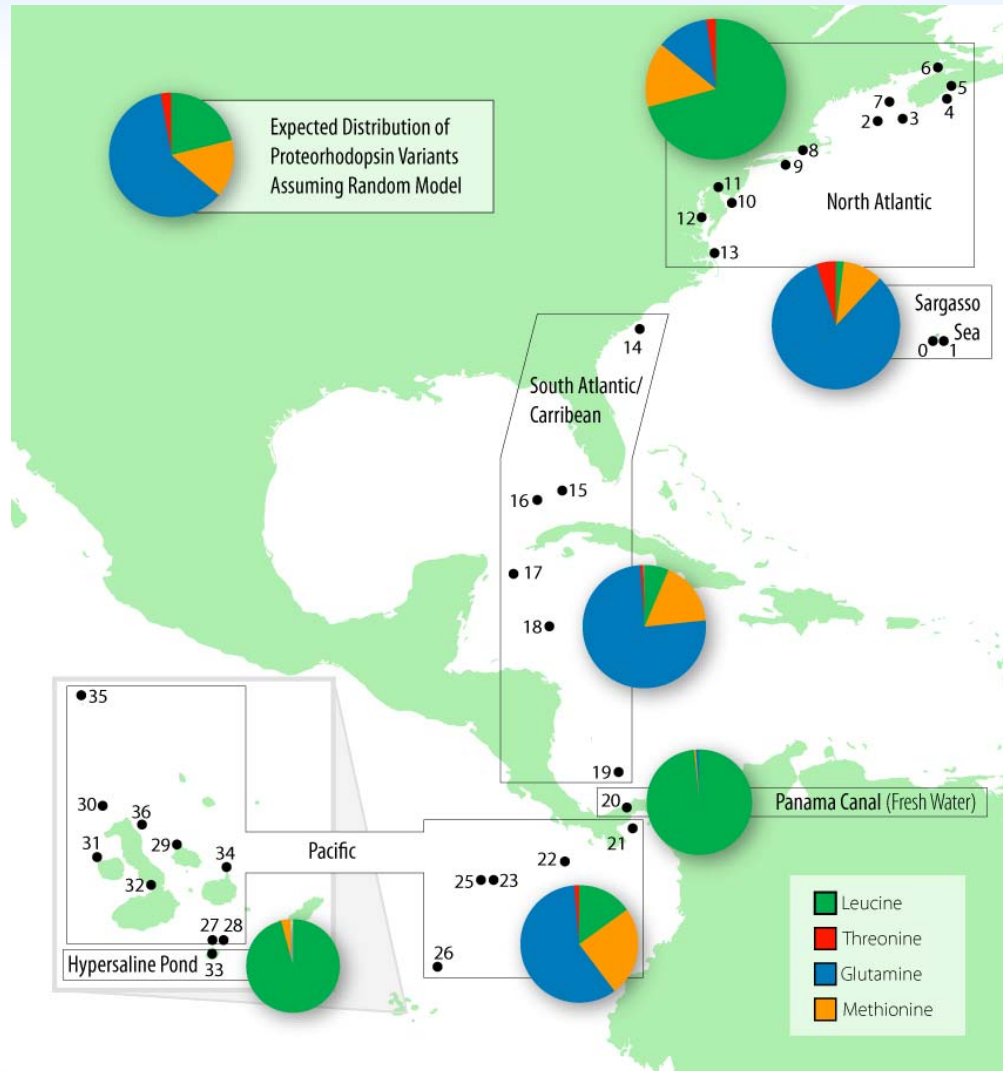 Expected Distribution of
Proteorhodopsin Variants
Assuming Random Model
6
5
7
4
2
3
8
9
11
10
12
North Atlantic
13
Sargasso
Sea
0
1
14
South Atlantic/
Carribean
15
16
17
18
19
20
Panama Canal (Fresh Water)
21
35
30
36
31
29
34
Pacific
22
25
23
32
27
28
26
33
Hypersaline Pond
Leucine
Threonine
Glutamine
Methionine